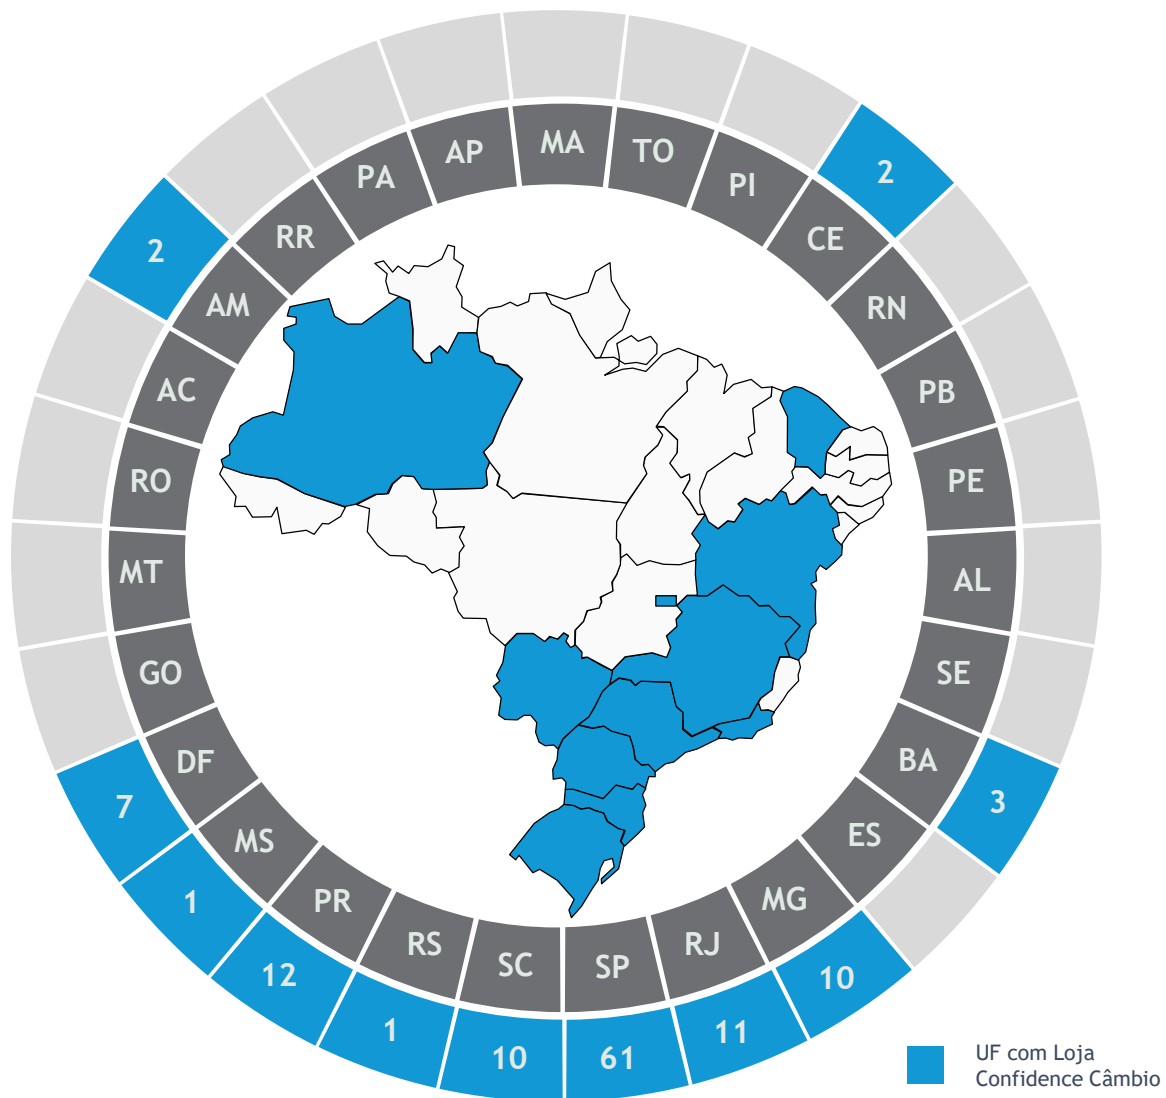 MA
TO
PI
CE
2
RN
PB
PE
AL
SE
BA
3
ES
MG
10
RJ
11
SP
61
SC
10
RS
1
PR
12
MS
1
DF
7
GO
MT
RO
AC
AM
2
RR
PA
AP
UF com Loja
Confidence Câmbio